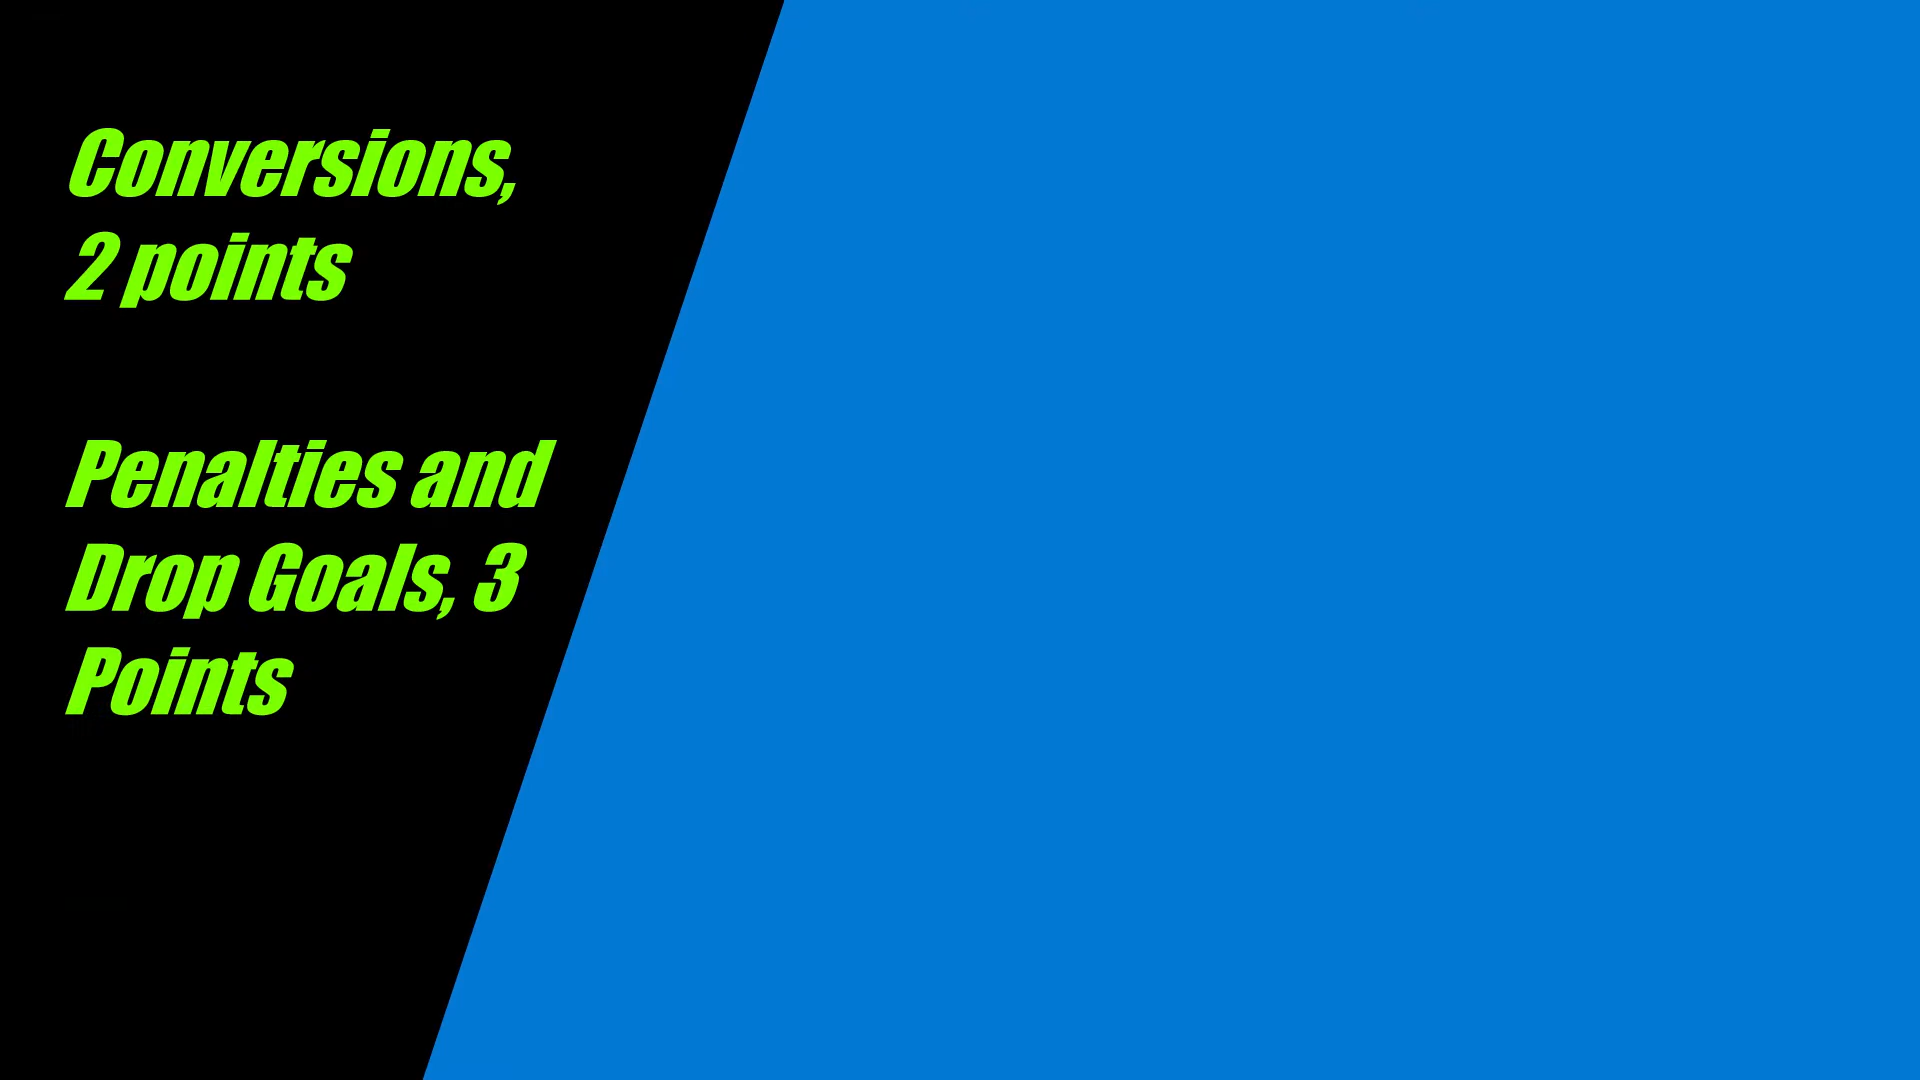 Conversions,
2 points
Penalties and
Drop Goals, 3
Points